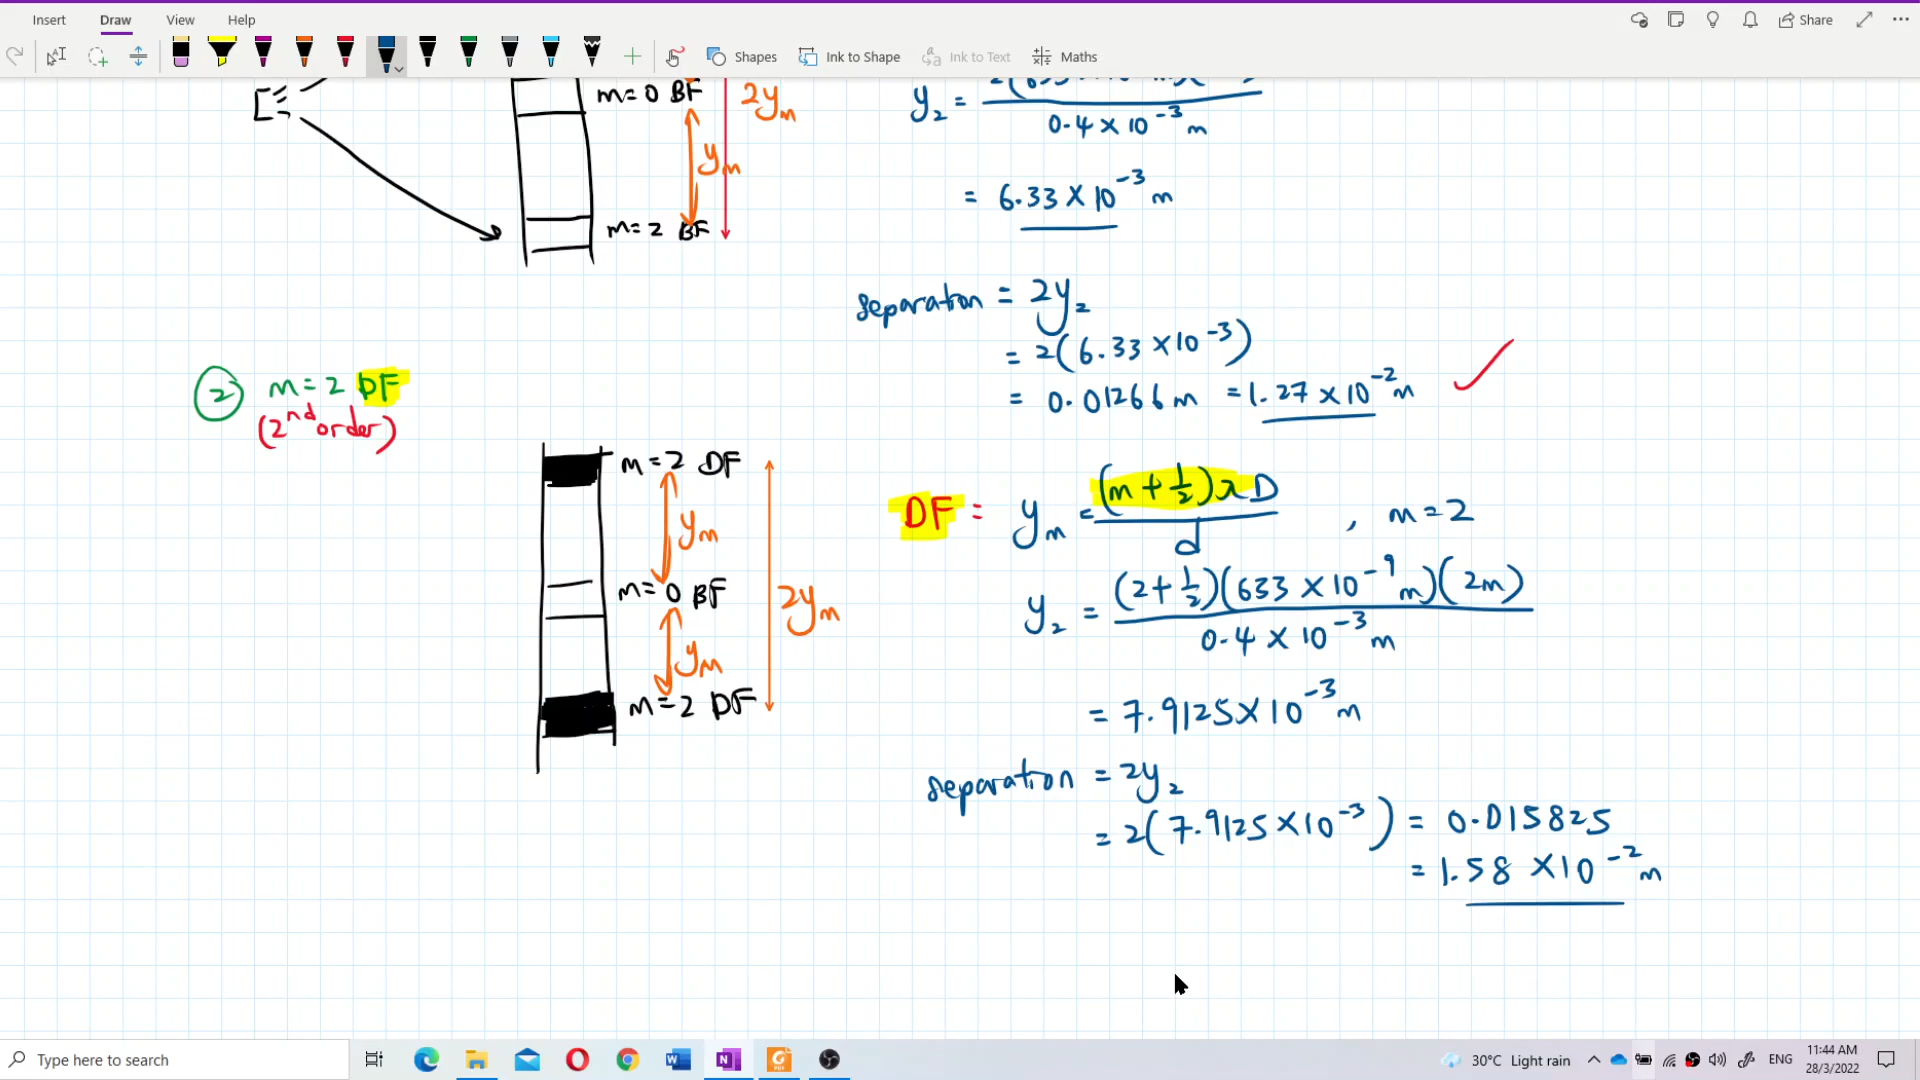 Insert Draw View Help
Share
Shapes Ink to Shape Ink to Text Maths
m=0 BF
2ym
ym
m=2 BF
y₂ =
0.4 × 10⁻³ m
= 6.33 × 10⁻³ m
separation = 2y₂
= 2(6.33 × 10⁻³)
= 0.01266 m = 1.27 × 10⁻² m
② m=2 DF
(2nd order)
m=2 DF
ym
m=0 BF
2ym
ym
m=2 DF
DF = ym = (m + ½)λD / d , m=2
y₂ = (2+½)(633 × 10⁻⁹ m)(2m) / 0.4 × 10⁻³ m
= 7.9125 × 10⁻³ m
separation = 2y₂
= 2(7.9125 × 10⁻³) = 0.015825
= 1.58 × 10⁻² m
Type here to search
30°C Light rain
ENG
11:44 AM
28/3/2022